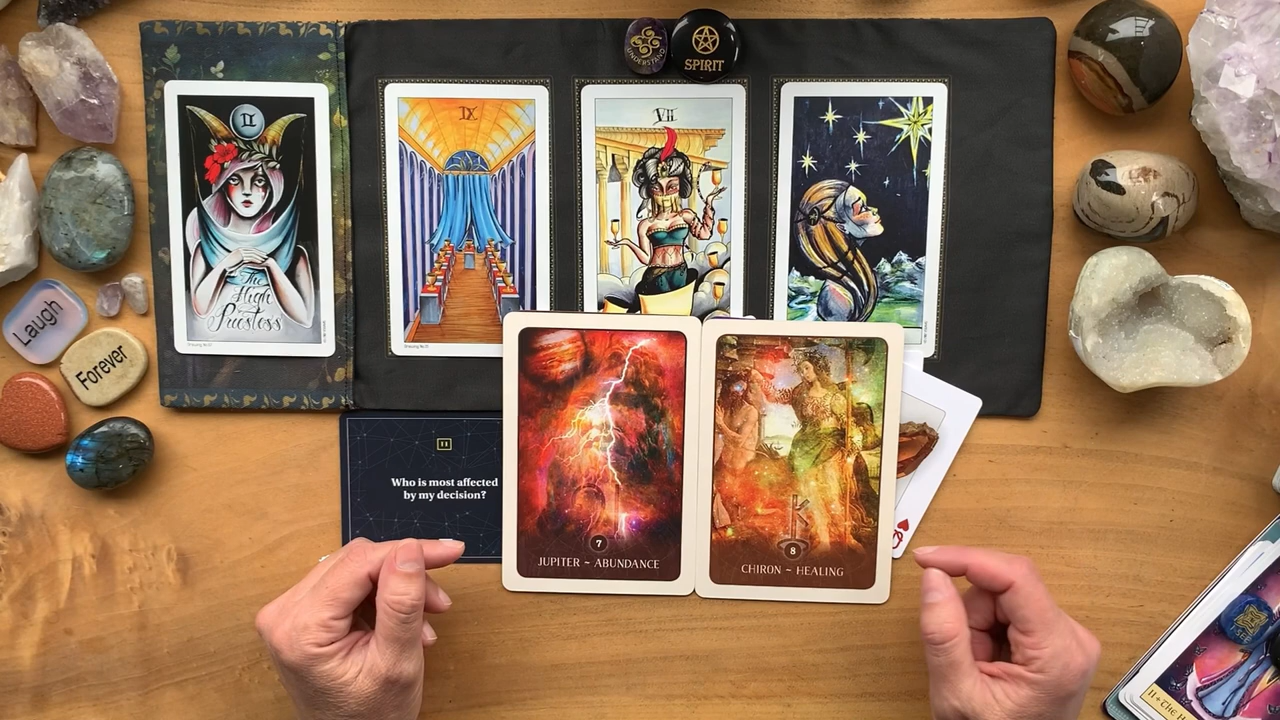 UNDERSTAND
SPIRIT
II
The
High
Priestess
IX
VII
Laugh
Forever
Who is most affected
by my decision?
7
JUPITER ~ ABUNDANCE
8
CHIRON ~ HEALING